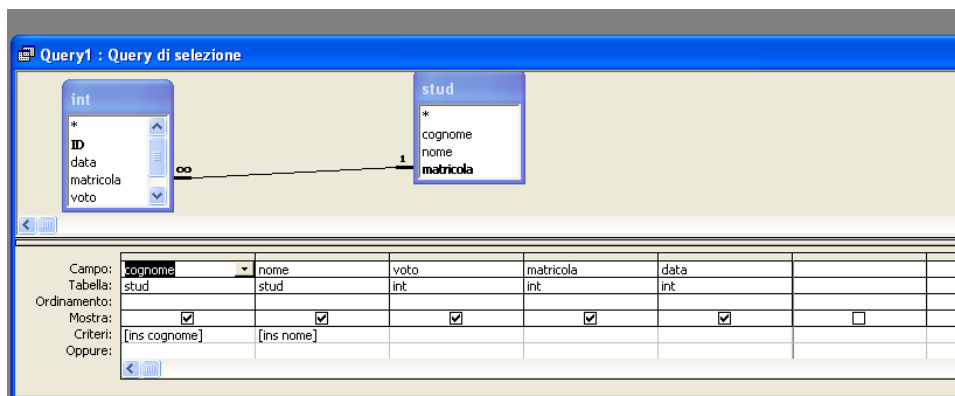 Query1 : Query di selezione
int
*
ID
data
matricola
voto
∞
1
stud
*
cognome
nome
matricola
Campo: cognome nome voto matricola data
Tabella: stud stud int int int
Ordinamento:
Mostra:
Criteri: [ins cognome] [ins nome]
Oppure: